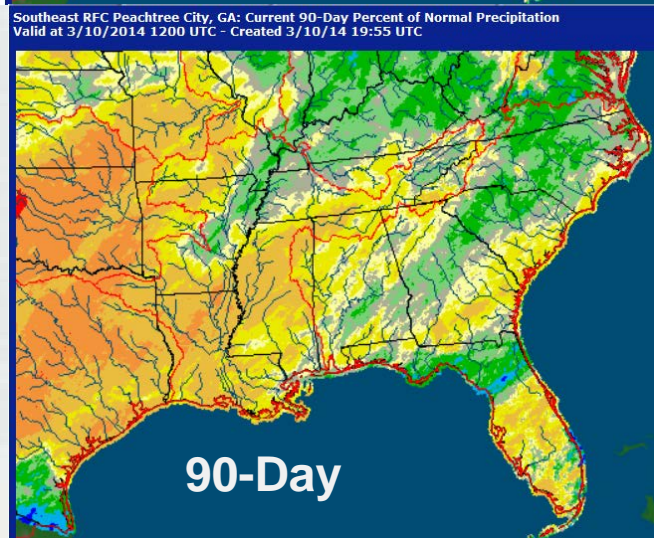 Southeast RFC Peachtree City, GA: Current 90-Day Percent of Normal Precipitation
Valid at 3/10/2014 1200 UTC - Created 3/10/14 19:55 UTC
90-Day